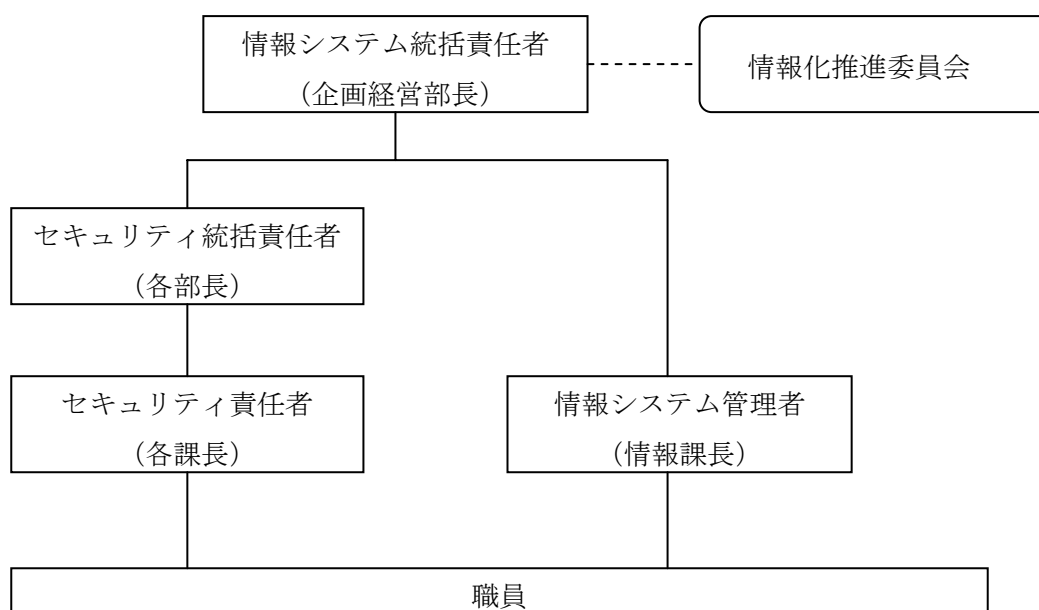 情報システム統括責任者
(企画経営部長)
情報化推進委員会
セキュリティ統括責任者
(各部長)
セキュリティ責任者
(各課長)
情報システム管理者
(情報課長)
職員